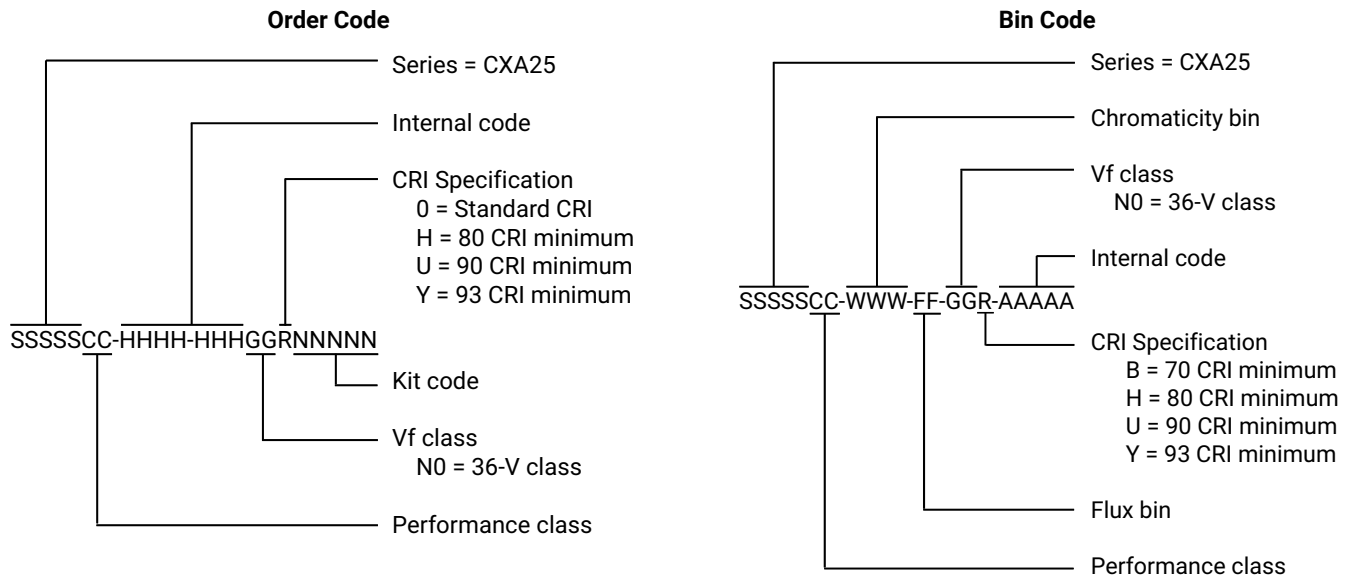 Order Code
Series = CXA25
Internal code
CRI Specification
0 = Standard CRI
H = 80 CRI minimum
U = 90 CRI minimum
Y = 93 CRI minimum
SSSSSCC-HHHH-HHHGGRNNNNN
Kit code
Vf class
N0 = 36-V class
Performance class
Bin Code
Series = CXA25
Chromaticity bin
Vf class
N0 = 36-V class
Internal code
SSSSSCC-WWW-FF-GGR-AAAAA
CRI Specification
B = 70 CRI minimum
H = 80 CRI minimum
U = 90 CRI minimum
Y = 93 CRI minimum
Flux bin
Performance class